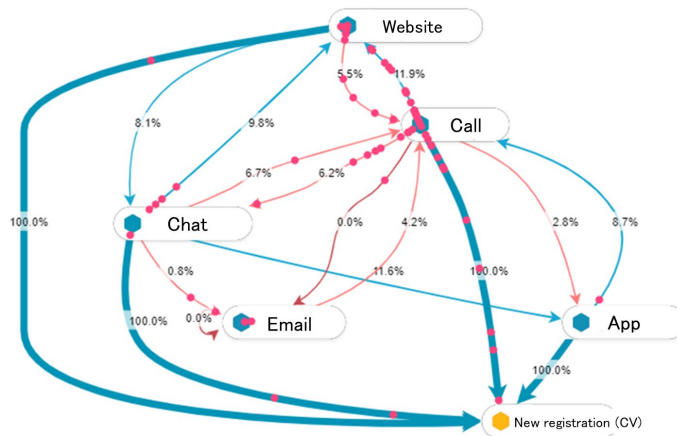 Website
5.5%
11.9%
8.1%
9.8%
Call
6.7%
6.2%
100.0%
Chat
0.0%
4.2%
2.8%
8.7%
0.8%
11.6%
100.0%
100.0%
0.0%
Email
App
100.0%
New registration (CV)